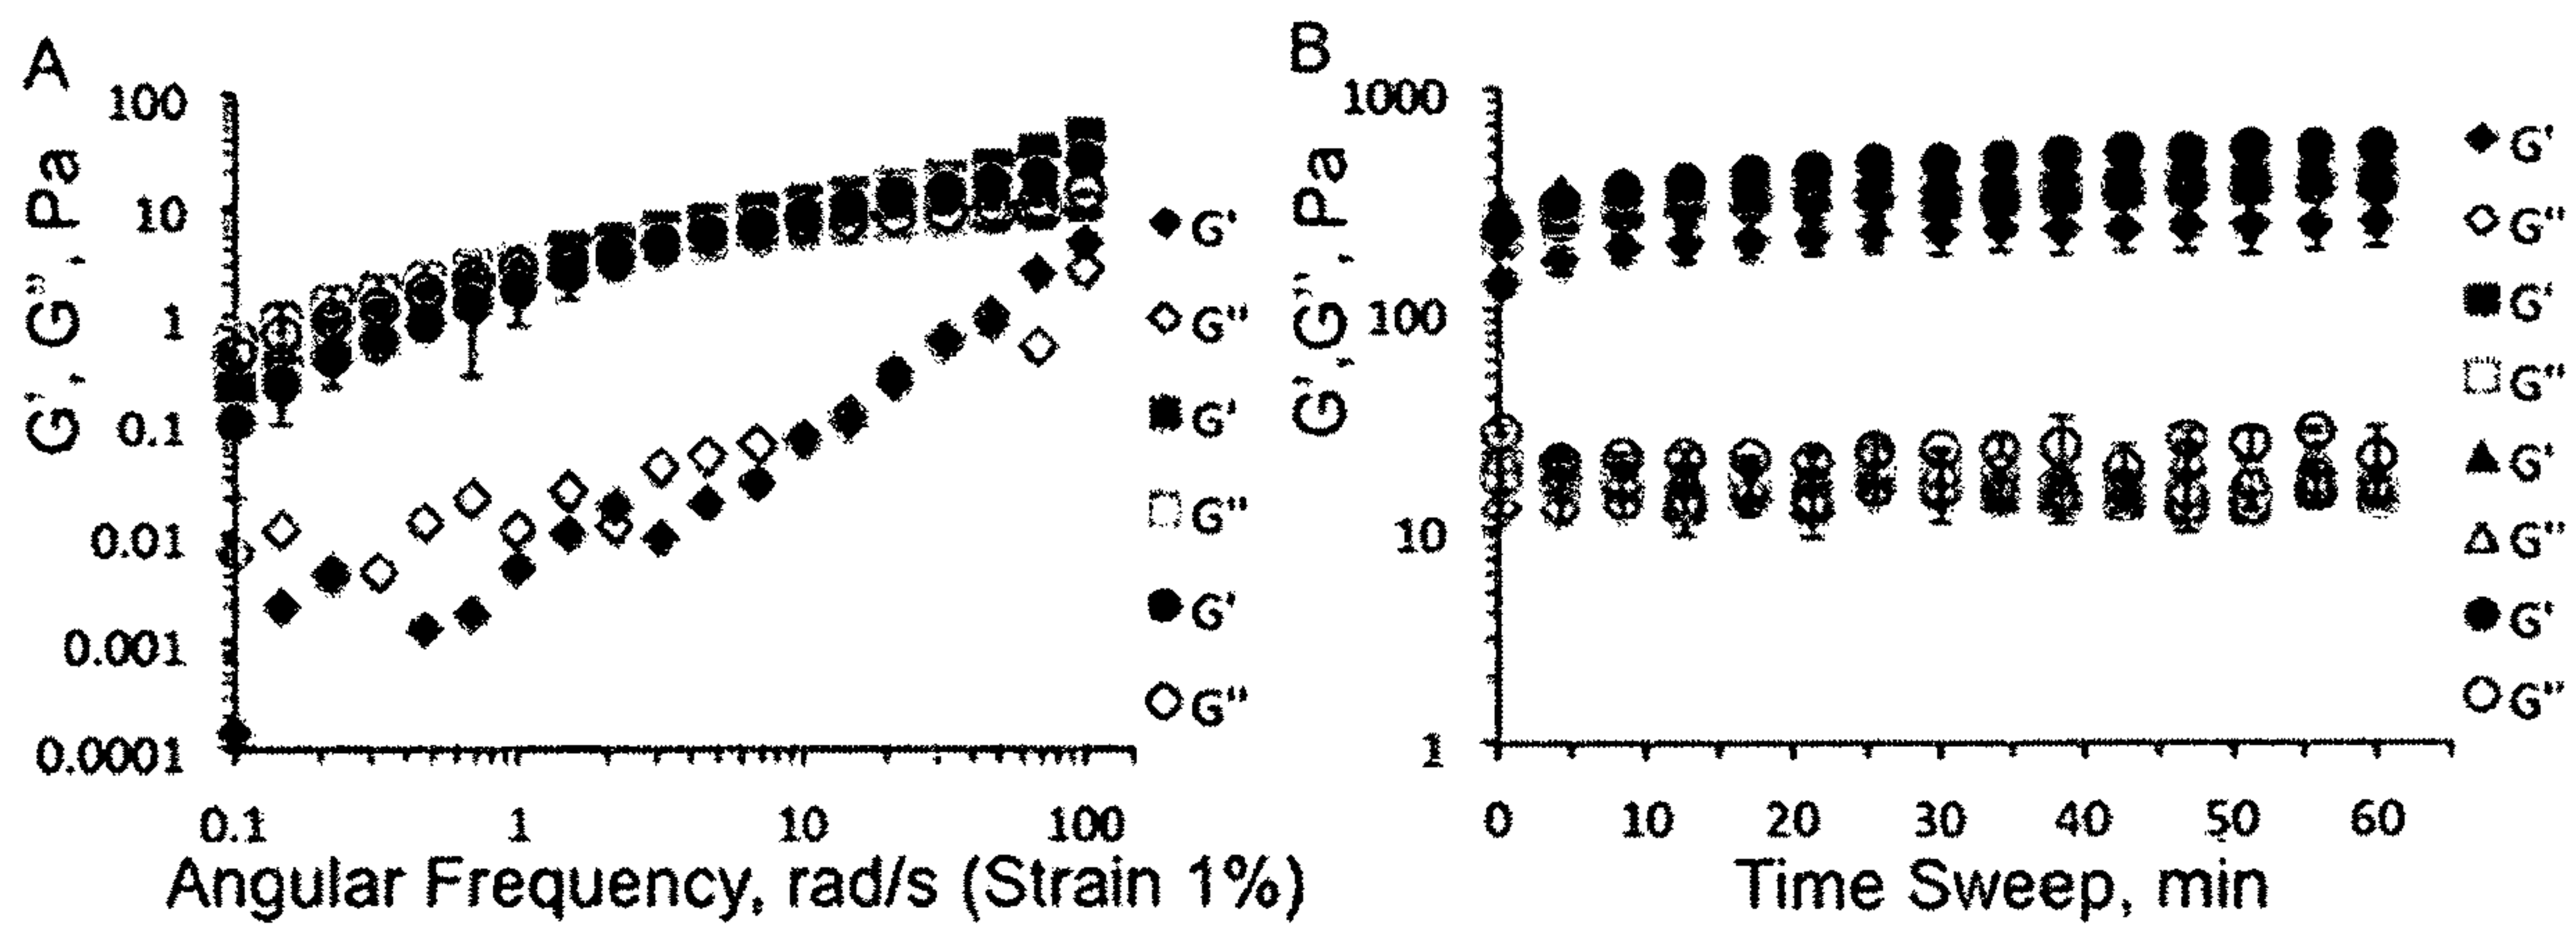 A
G', G", Pa
100
10
1
0.1
0.01
0.001
0.0001
0.1 1 10 100
Angular Frequency, rad/s (Strain 1%)
G'
G"
G'
G"
G'
G"
B
G', G", Pa
1000
100
10
1
0 10 20 30 40 50 60
Time Sweep, min
G'
G"
G'
G"
G'
G"
G'
G"